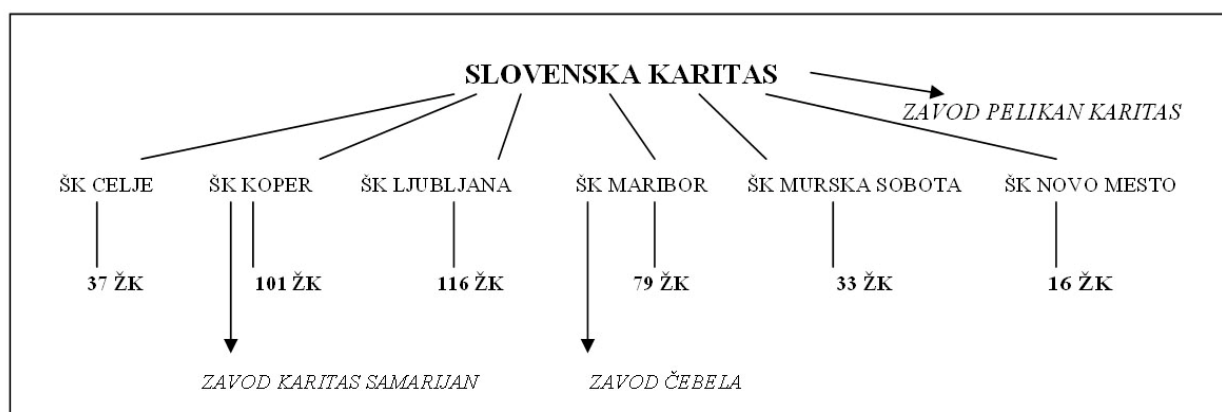 SLOVENSKA KARITAS
ZAVOD PELIKAN KARITAS
ŠK CELJE
ŠK KOPER
ŠK LJUBLJANA
ŠK MARIBOR
ŠK MURSKA SOBOTA
ŠK NOVO MESTO
37 ŽK
101 ŽK
116 ŽK
79 ŽK
33 ŽK
16 ŽK
ZAVOD KARITAS SAMARIJAN
ZAVOD ČEBELA